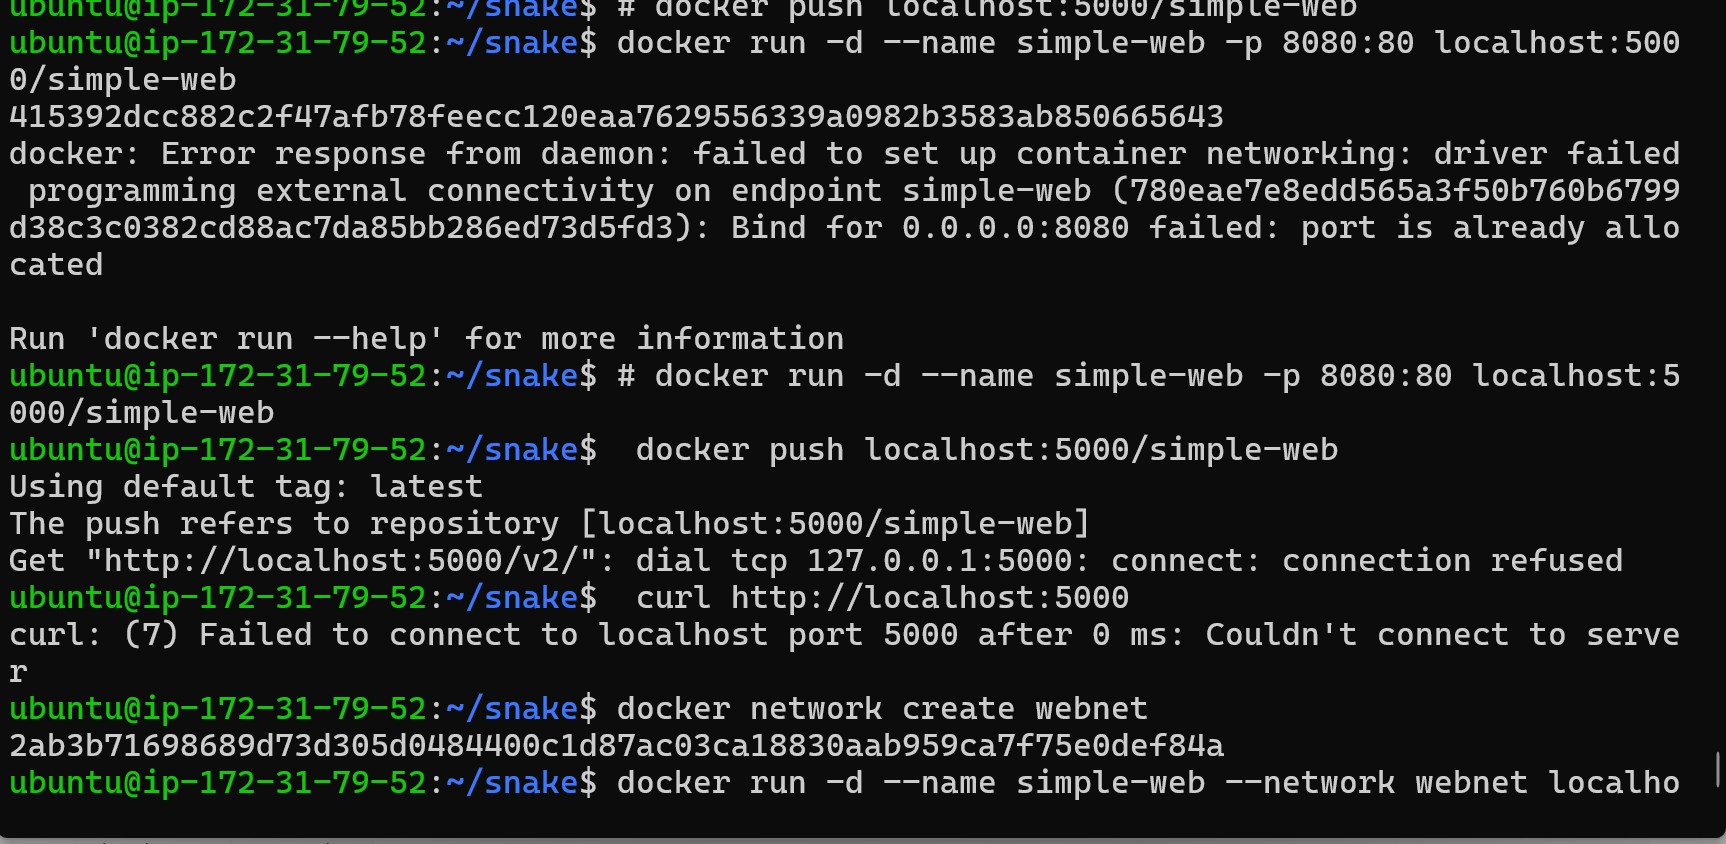 ubuntu@ip-172-31-79-52:~/snake$ # docker push localhost:5000/simple-web
ubuntu@ip-172-31-79-52:~/snake$ docker run -d --name simple-web -p 8080:80 localhost:500
0/simple-web
415392dcc882c2f47afb78feecc120eaa7629556339a0982b3583ab850665643
docker: Error response from daemon: failed to set up container networking: driver failed
 programming external connectivity on endpoint simple-web (780eae7e8edd565a3f50b760b6799
d38c3c0382cd88ac7da85bb286ed73d5fd3): Bind for 0.0.0.0:8080 failed: port is already allo
cated

Run 'docker run --help' for more information
ubuntu@ip-172-31-79-52:~/snake$ # docker run -d --name simple-web -p 8080:80 localhost:5
000/simple-web
ubuntu@ip-172-31-79-52:~/snake$  docker push localhost:5000/simple-web
Using default tag: latest
The push refers to repository [localhost:5000/simple-web]
Get "http://localhost:5000/v2/": dial tcp 127.0.0.1:5000: connect: connection refused
ubuntu@ip-172-31-79-52:~/snake$  curl http://localhost:5000
curl: (7) Failed to connect to localhost port 5000 after 0 ms: Couldn't connect to serve
r
ubuntu@ip-172-31-79-52:~/snake$ docker network create webnet
2ab3b71698689d73d305d0484400c1d87ac03ca18830aab959ca7f75e0def84a
ubuntu@ip-172-31-79-52:~/snake$ docker run -d --name simple-web --network webnet localho